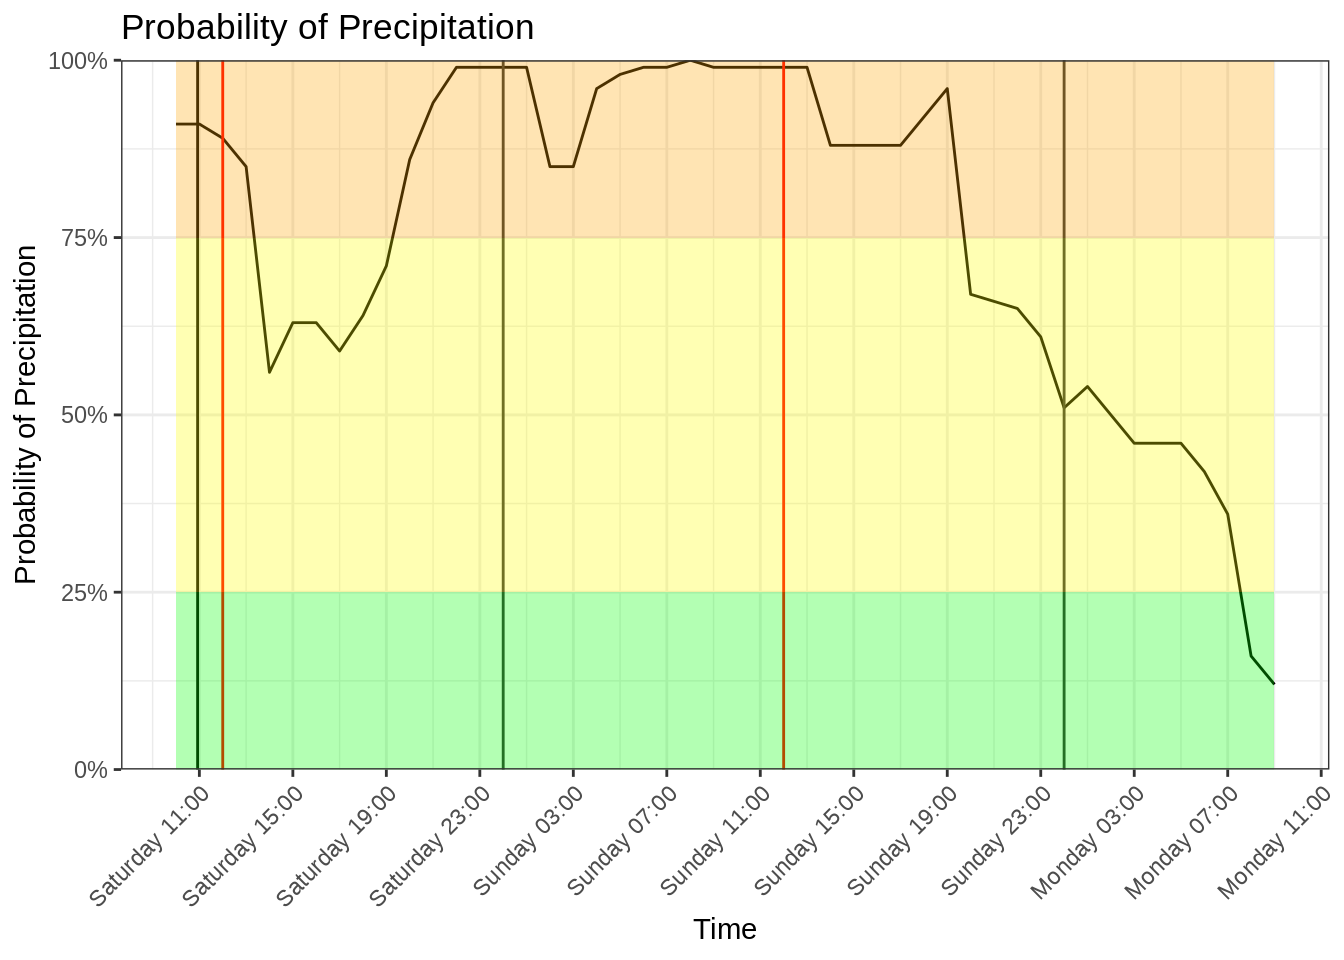 Probability of Precipitation
Probability of Precipitation
100%
75%
50%
25%
0%
Saturday 11:00
Saturday 15:00
Saturday 19:00
Saturday 23:00
Sunday 03:00
Sunday 07:00
Sunday 11:00
Sunday 15:00
Sunday 19:00
Sunday 23:00
Monday 03:00
Monday 07:00
Monday 11:00
Time